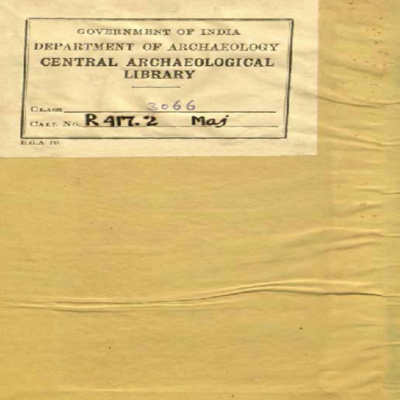 GOVERNMENT OF INDIA
DEPARTMENT OF ARCHAEOLOGY
CENTRAL ARCHAEOLOGICAL
LIBRARY
CLASS 3066
CALL No. R 417.2 Maj
D.G.A. 79.